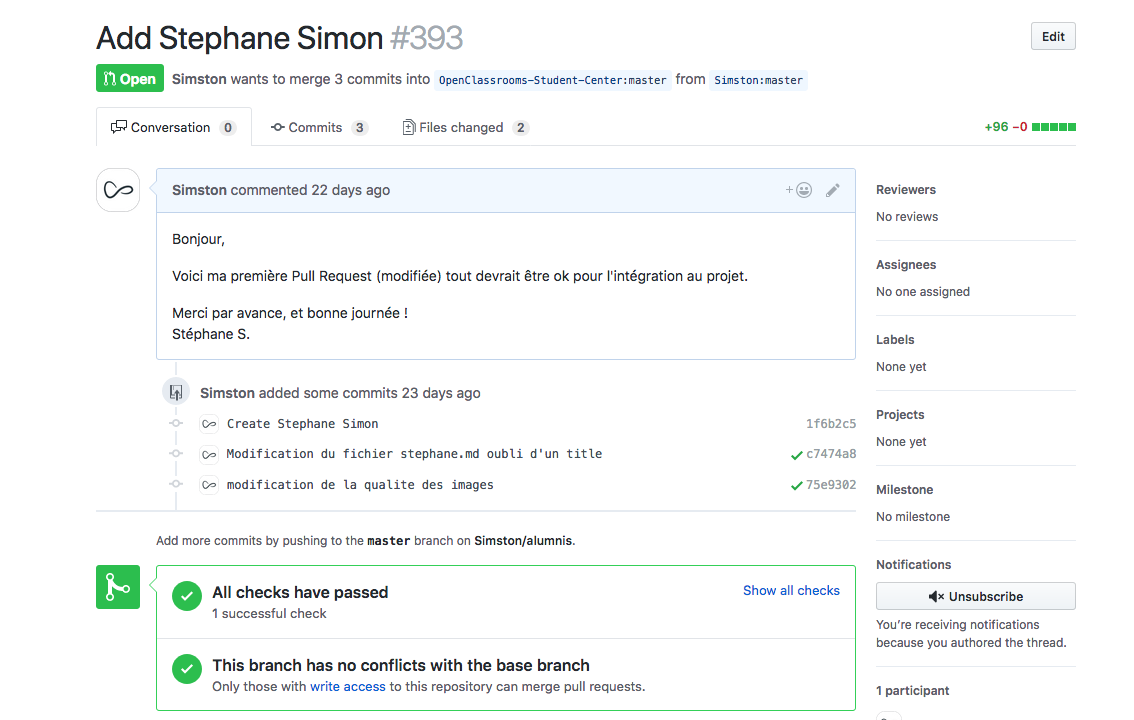 Add Stephane Simon #393
Edit
Open
Simston wants to merge 3 commits into OpenClassrooms-Student-Center:master from Simston:master
Conversation 0
Commits 3
Files changed 2
+96 −0
Simston commented 22 days ago
Bonjour,
Voici ma première Pull Request (modifiée) tout devrait être ok pour l'intégration au projet.
Merci par avance, et bonne journée !
Stéphane S.
Simston added some commits 23 days ago
Create Stephane Simon 1f6b2c5
Modification du fichier stephane.md oubli d'un title c7474a8
modification de la qualite des images 75e9302
Add more commits by pushing to the master branch on Simston/alumnis.
All checks have passed
Show all checks
1 successful check
This branch has no conflicts with the base branch
Only those with write access to this repository can merge pull requests.
Reviewers
No reviews
Assignees
No one assigned
Labels
None yet
Projects
None yet
Milestone
No milestone
Notifications
Unsubscribe
You're receiving notifications
because you authored the thread.
1 participant